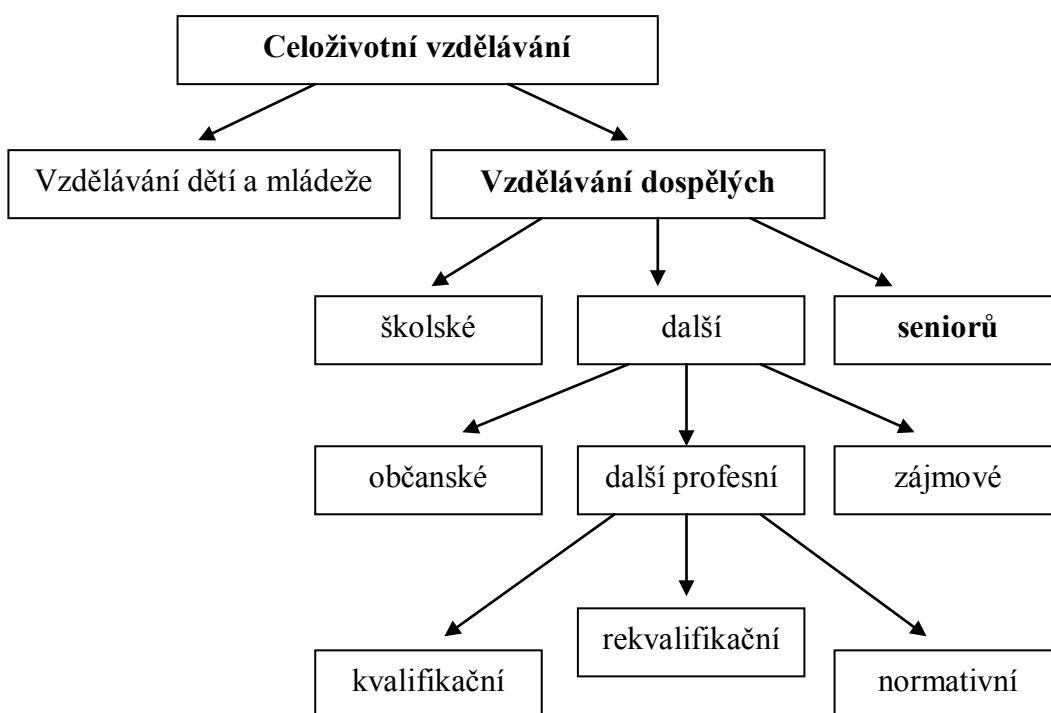 Celoživotní vzdělávání
Vzdělávání dětí a mládeže
Vzdělávání dospělých
školské
další
seniorů
občanské
další profesní
zájmové
rekvalifikační
kvalifikační
normativní